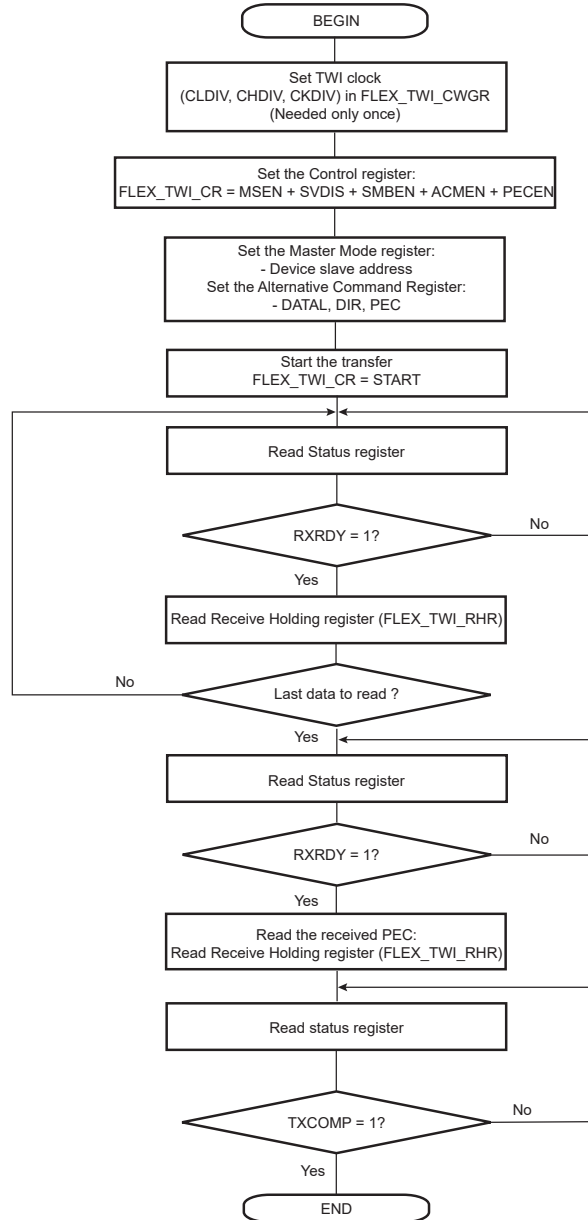 BEGIN
Set TWI clock
(CLDIV, CHDIV, CKDIV) in FLEX_TWI_CWGR
(Needed only once)
Set the Control register:
FLEX_TWI_CR = MSEN + SVDIS + SMBEN + ACMEN + PECEN
Set the Master Mode register:
- Device slave address
Set the Alternative Command Register:
- DATAL, DIR, PEC
Start the transfer
FLEX_TWI_CR = START
Read Status register
RXRDY = 1?
No
Yes
Read Receive Holding register (FLEX_TWI_RHR)
No
Last data to read ?
Yes
Read Status register
RXRDY = 1?
No
Yes
Read the received PEC:
Read Receive Holding register (FLEX_TWI_RHR)
Read status register
TXCOMP = 1?
No
Yes
END